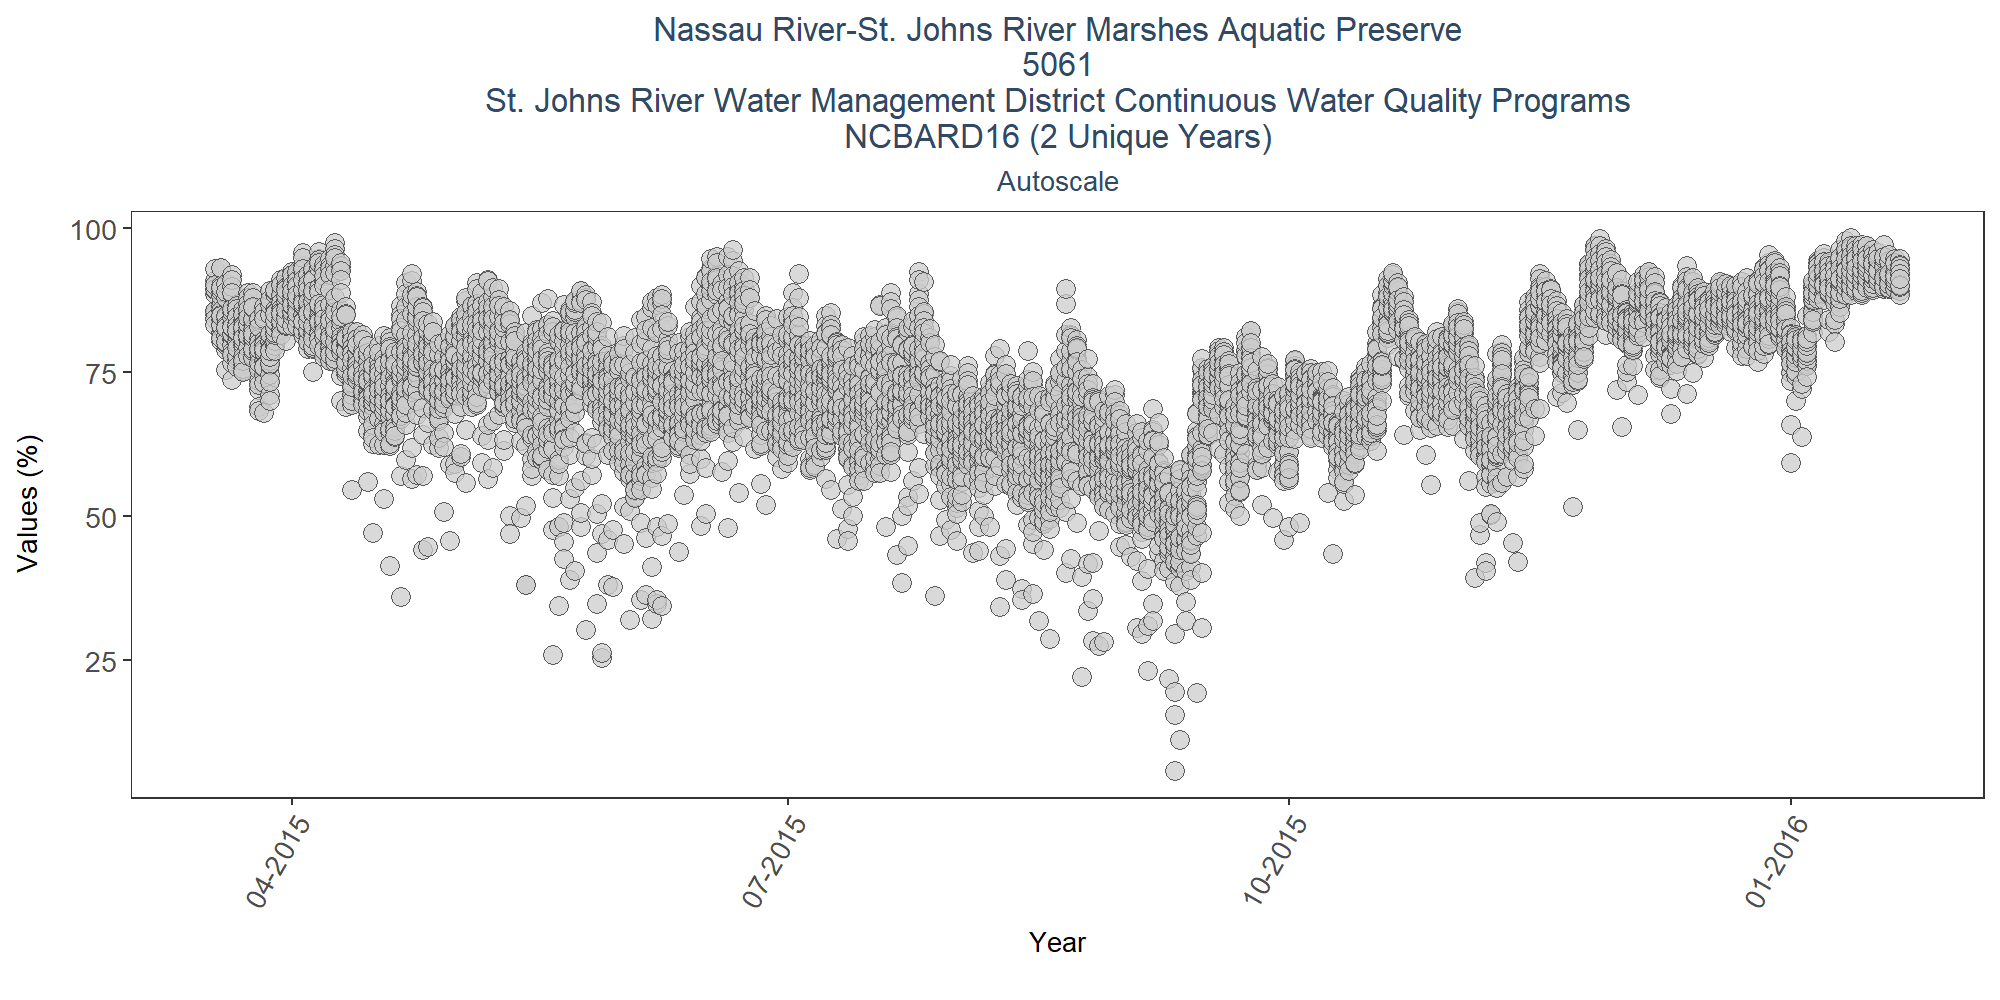 Nassau River-St. Johns River Marshes Aquatic Preserve
5061
St. Johns River Water Management District Continuous Water Quality Programs
NCBARD16 (2 Unique Years)
Autoscale
100
75
50
25
Values (%)
04-2015
07-2015
10-2015
01-2016
Year